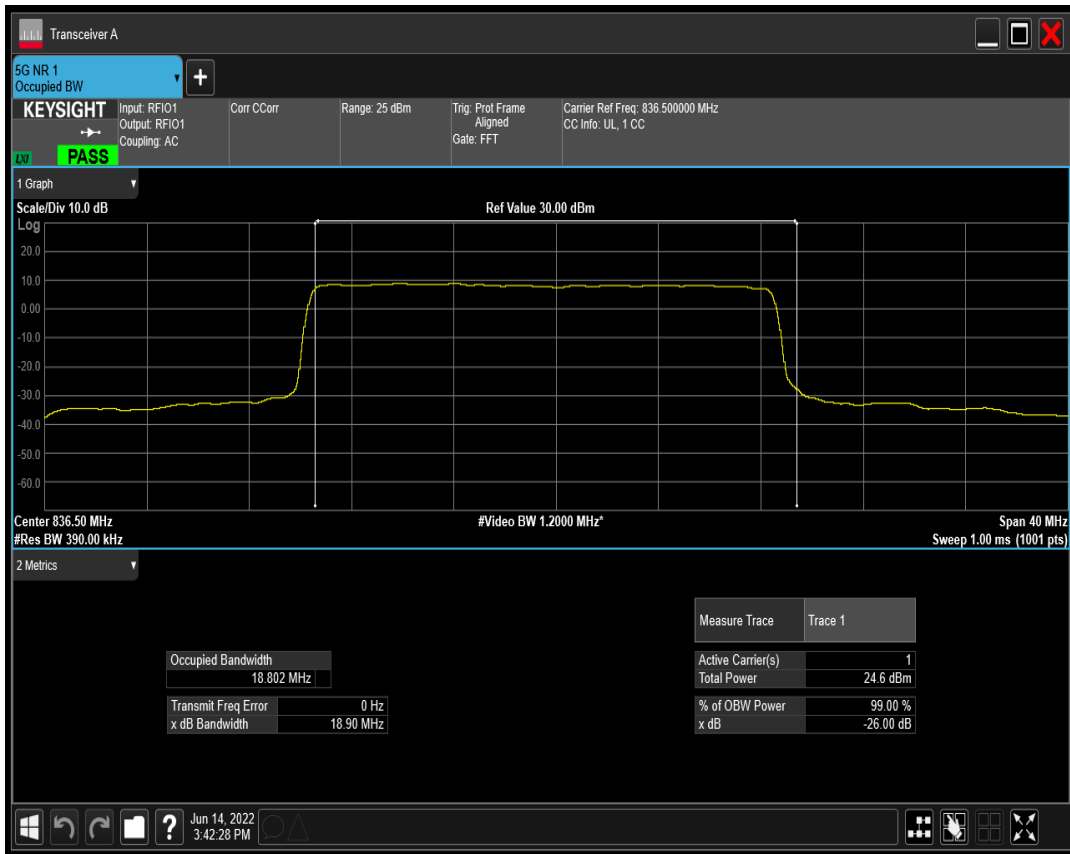 Transceiver A
5G NR 1
Occupied BW
+
KEYSIGHT
LXI
PASS
Input: RFIO1
Output: RFIO1
Coupling: AC
Corr CCorr
Range: 25 dBm
Trig: Prot Frame
Aligned
Gate: FFT
Carrier Ref Freq: 836.500000 MHz
CC Info: UL, 1 CC
1 Graph
Scale/Div 10.0 dB
Ref Value 30.00 dBm
Log
20.0
10.0
0.00
-10.0
-20.0
-30.0
-40.0
-50.0
-60.0
Center 836.50 MHz
#Video BW 1.2000 MHz*
Span 40 MHz
#Res BW 390.00 kHz
Sweep 1.00 ms (1001 pts)
2 Metrics
Measure Trace Trace 1
Occupied Bandwidth
18.802 MHz
Active Carrier(s) 1
Total Power 24.6 dBm
Transmit Freq Error 0 Hz
x dB Bandwidth 18.90 MHz
% of OBW Power 99.00 %
x dB -26.00 dB
?
Jun 14, 2022
3:42:28 PM